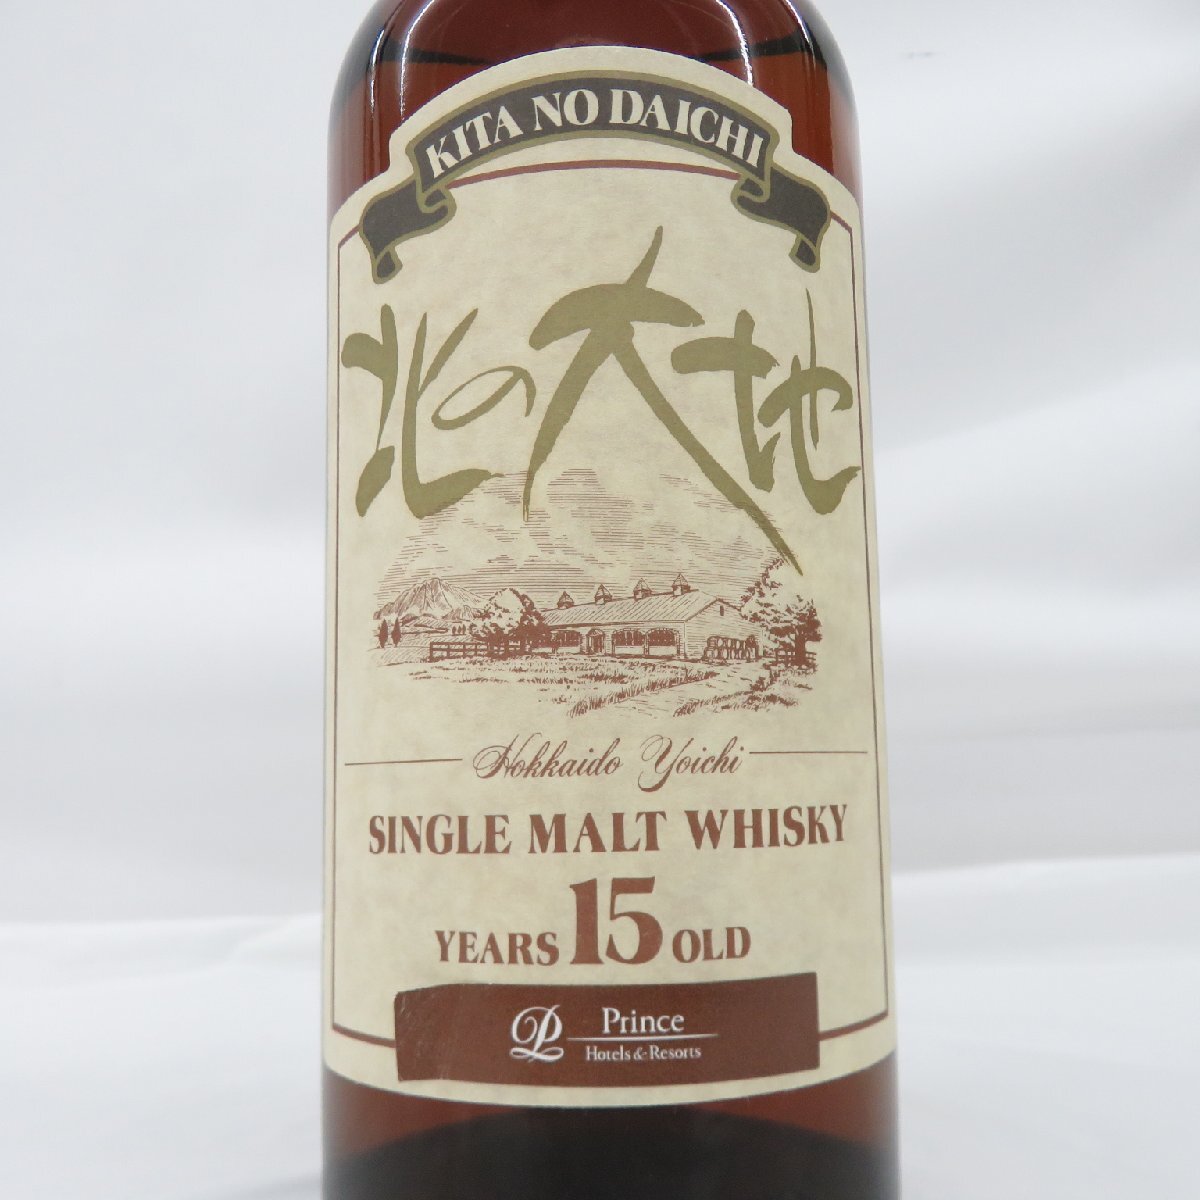 KITA NO DAICHI
北の大地
Hokkaido Yoichi
SINGLE MALT WHISKY
YEARS 15 OLD
Prince
Hotels & Resorts